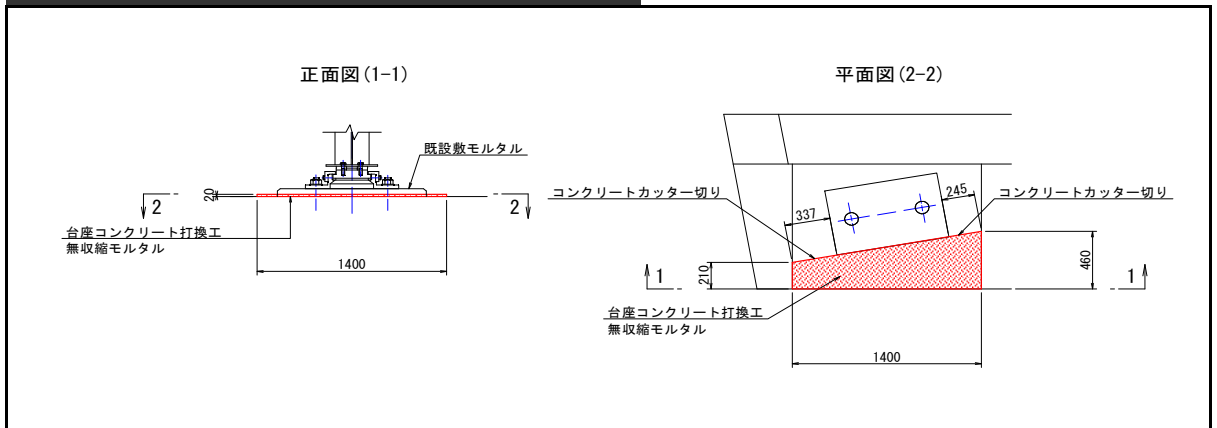 正面図(1-1)
既設敷モルタル
20
2
2
台座コンクリート打換工
無収縮モルタル
1400
平面図(2-2)
コンクリートカッター切り
337
245
コンクリートカッター切り
210
460
1
1
台座コンクリート打換工
無収縮モルタル
1400